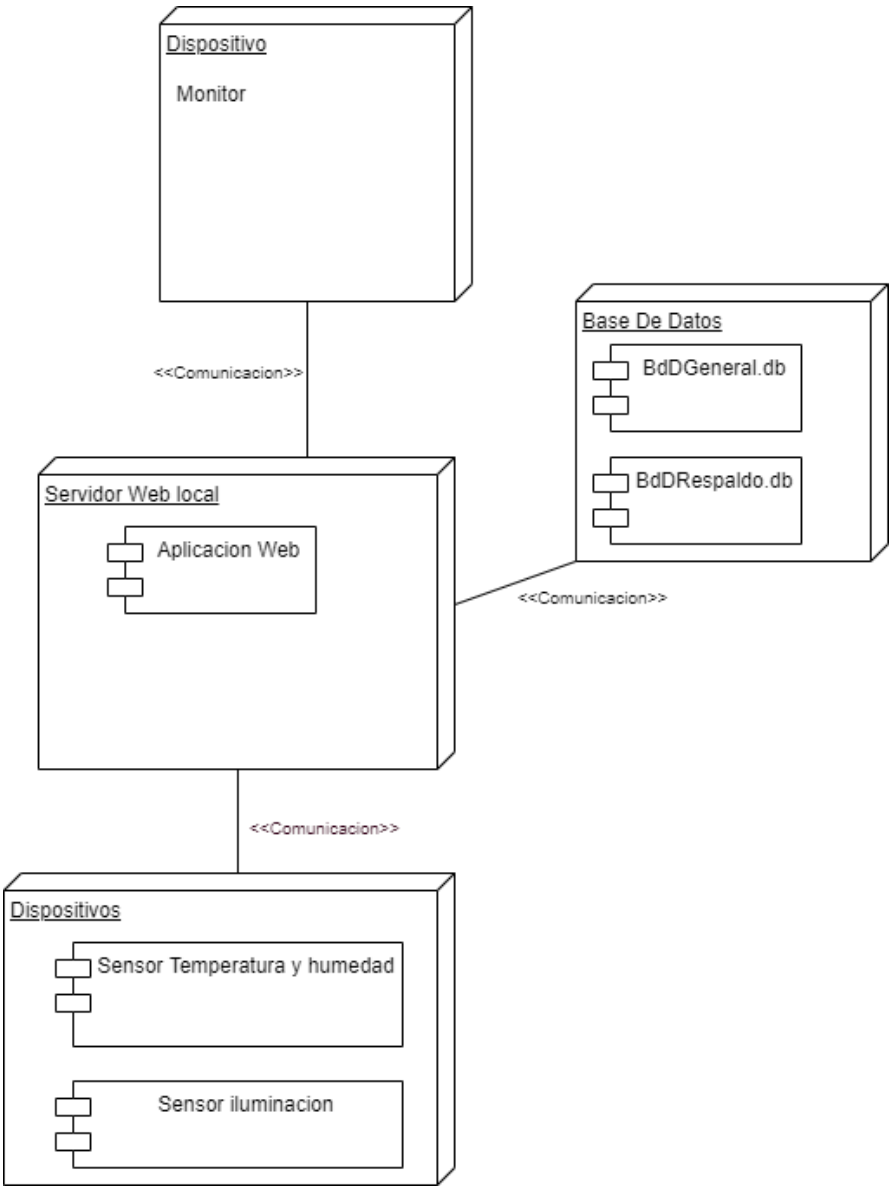 Dispositivo
Monitor
<<Comunicacion>>
Base De Datos
BdDGeneral.db
BdDRespaldo.db
Servidor Web local
Aplicacion Web
<<Comunicacion>>
<<Comunicacion>>
Dispositivos
Sensor Temperatura y humedad
Sensor iluminacion